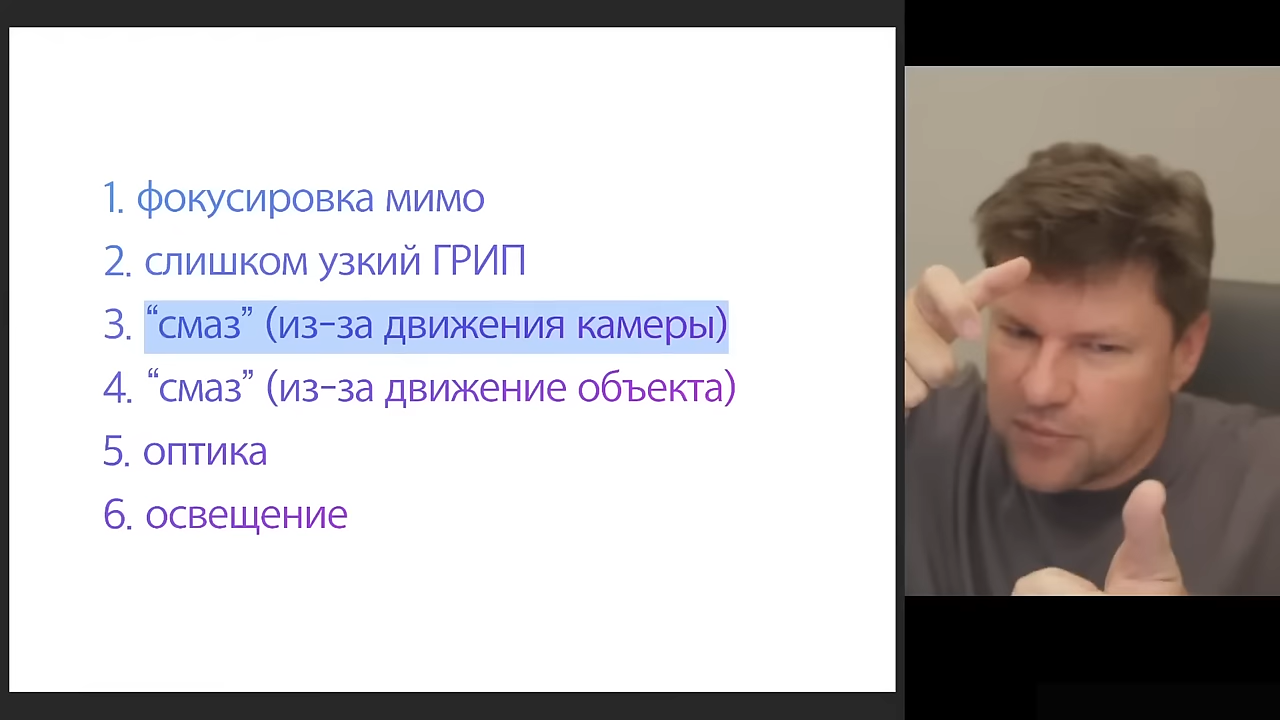 1. фокусировка мимо
2. слишком узкий ГРИП
3. “смаз” (из-за движения камеры)
4. “смаз” (из-за движение объекта)
5. оптика
6. освещение